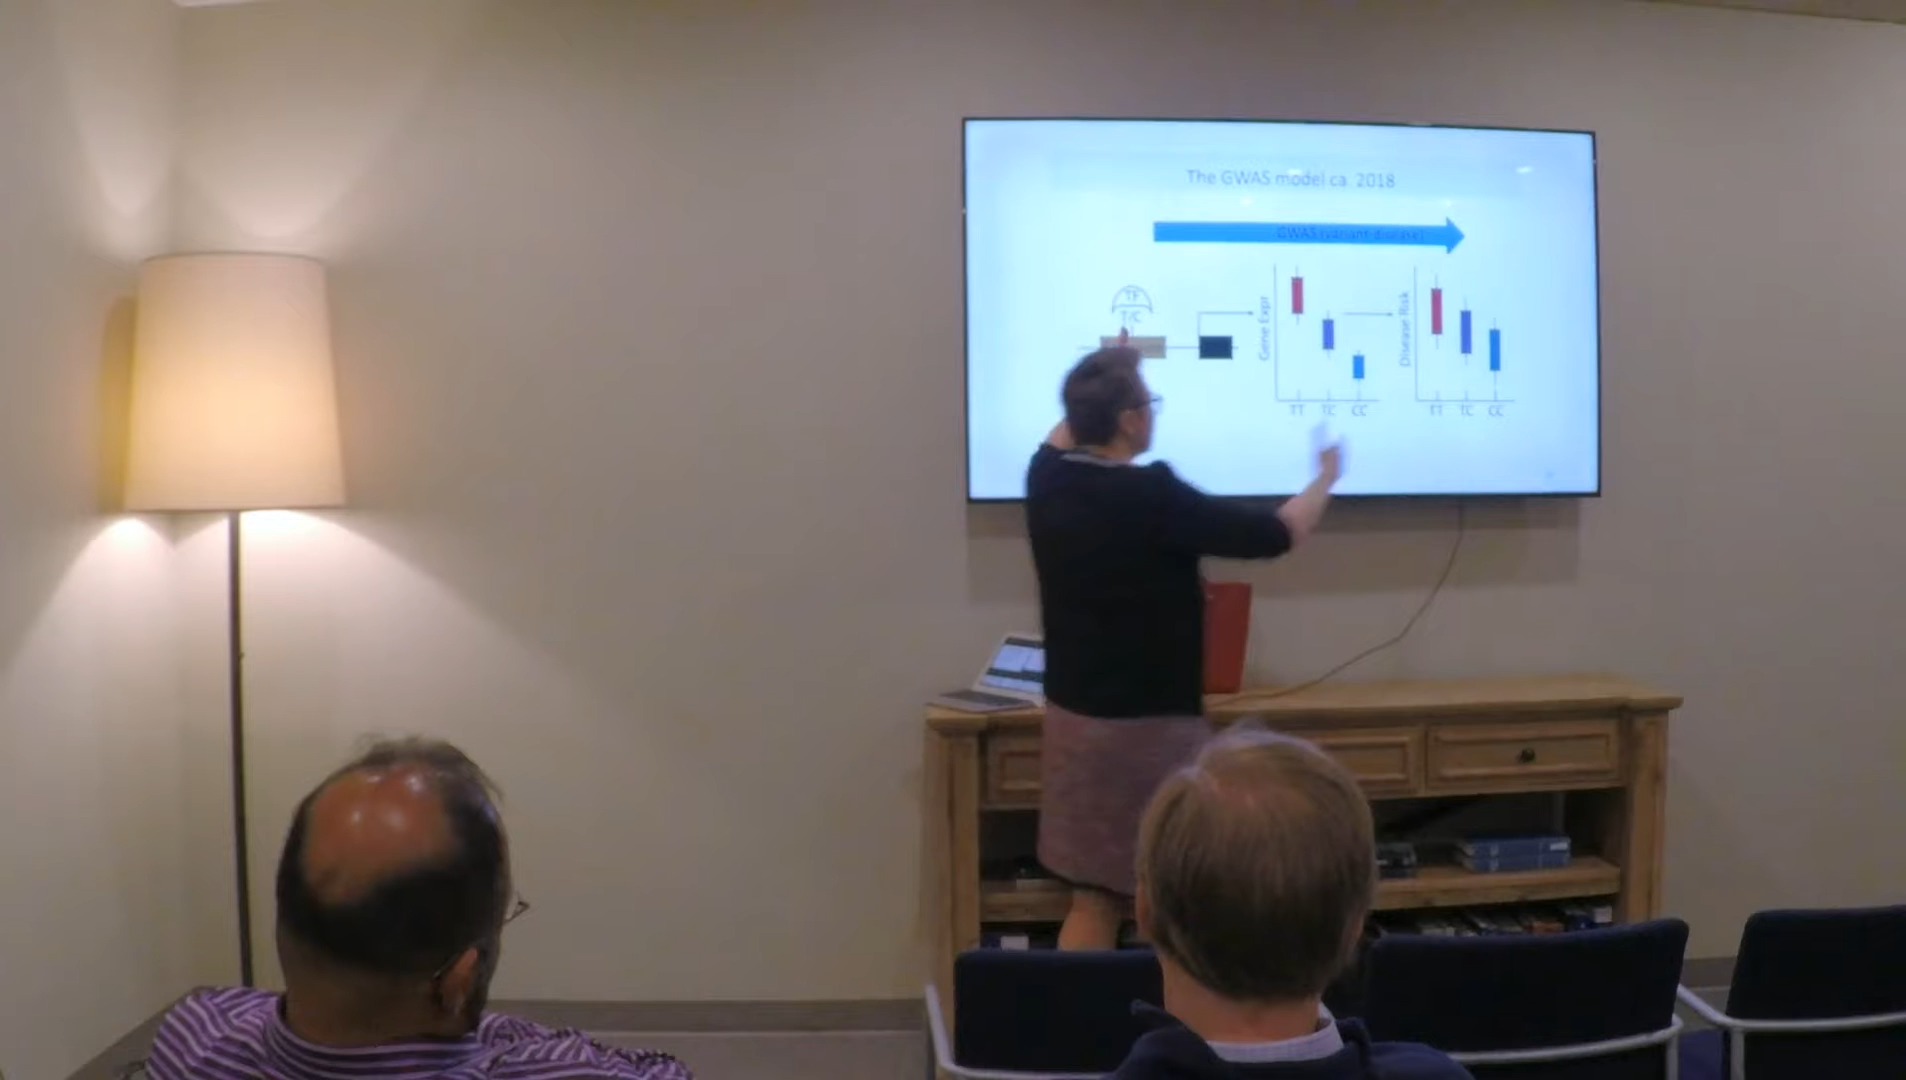 The GWAS model ca. 2018
GWAS (variant-disease)
TF
T/C
Gene Expr
TT TC CC
Disease Risk
TT TC CC